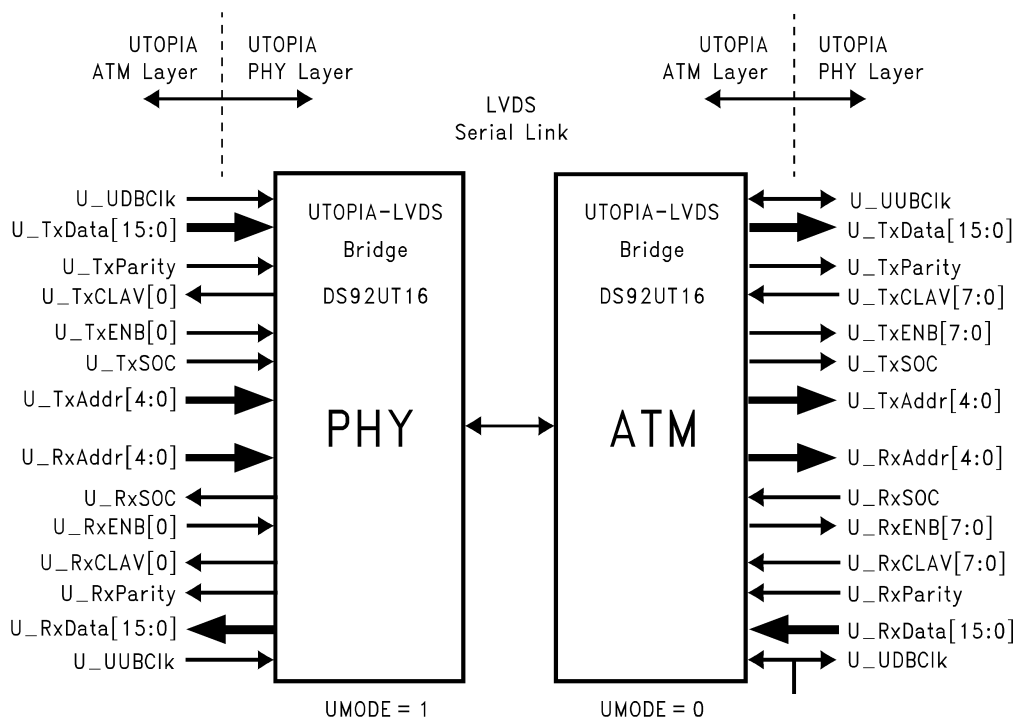 UTOPIA
ATM Layer
UTOPIA
PHY Layer
UTOPIA
ATM Layer
UTOPIA
PHY Layer
LVDS
Serial Link
U_UDBClk
U_TxData[15:0]
U_TxParity
U_TxCLAV[0]
U_TxENB[0]
U_TxSOC
U_TxAddr[4:0]
U_RxAddr[4:0]
U_RxSOC
U_RxENB[0]
U_RxCLAV[0]
U_RxParity
U_RxData[15:0]
U_UUBClk
UTOPIA-LVDS
Bridge
DS92UT16
PHY
UMODE = 1
UTOPIA-LVDS
Bridge
DS92UT16
ATM
UMODE = 0
U_UUBClk
U_TxData[15:0]
U_TxParity
U_TxCLAV[7:0]
U_TxENB[7:0]
U_TxSOC
U_TxAddr[4:0]
U_RxAddr[4:0]
U_RxSOC
U_RxENB[7:0]
U_RxCLAV[7:0]
U_RxParity
U_RxData[15:0]
U_UDBClk